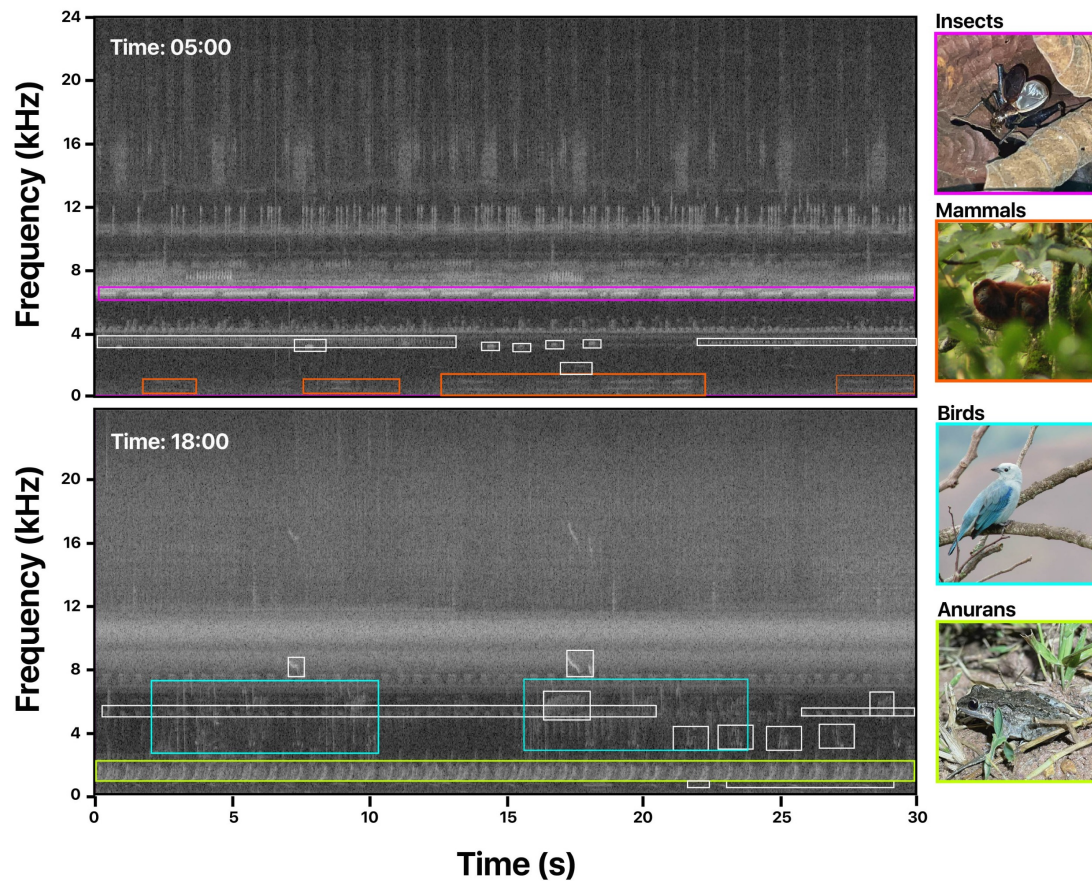 Insects
24
Time: 05:00
20
16
12
8
4
0
Frequency (kHz)
Mammals
Birds
Time: 18:00
20
16
12
8
4
0
Frequency (kHz)
Anurans
0 5 10 15 20 25 30
Time (s)